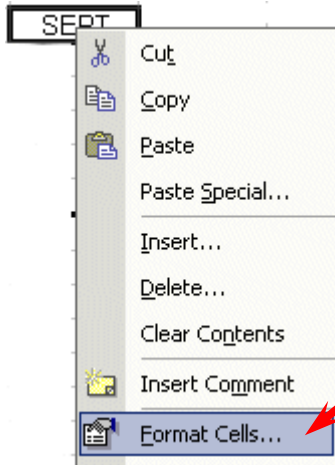 SEPT
Cut
Copy
Paste
Paste Special...
Insert...
Delete...
Clear Contents
Insert Comment
Format Cells...